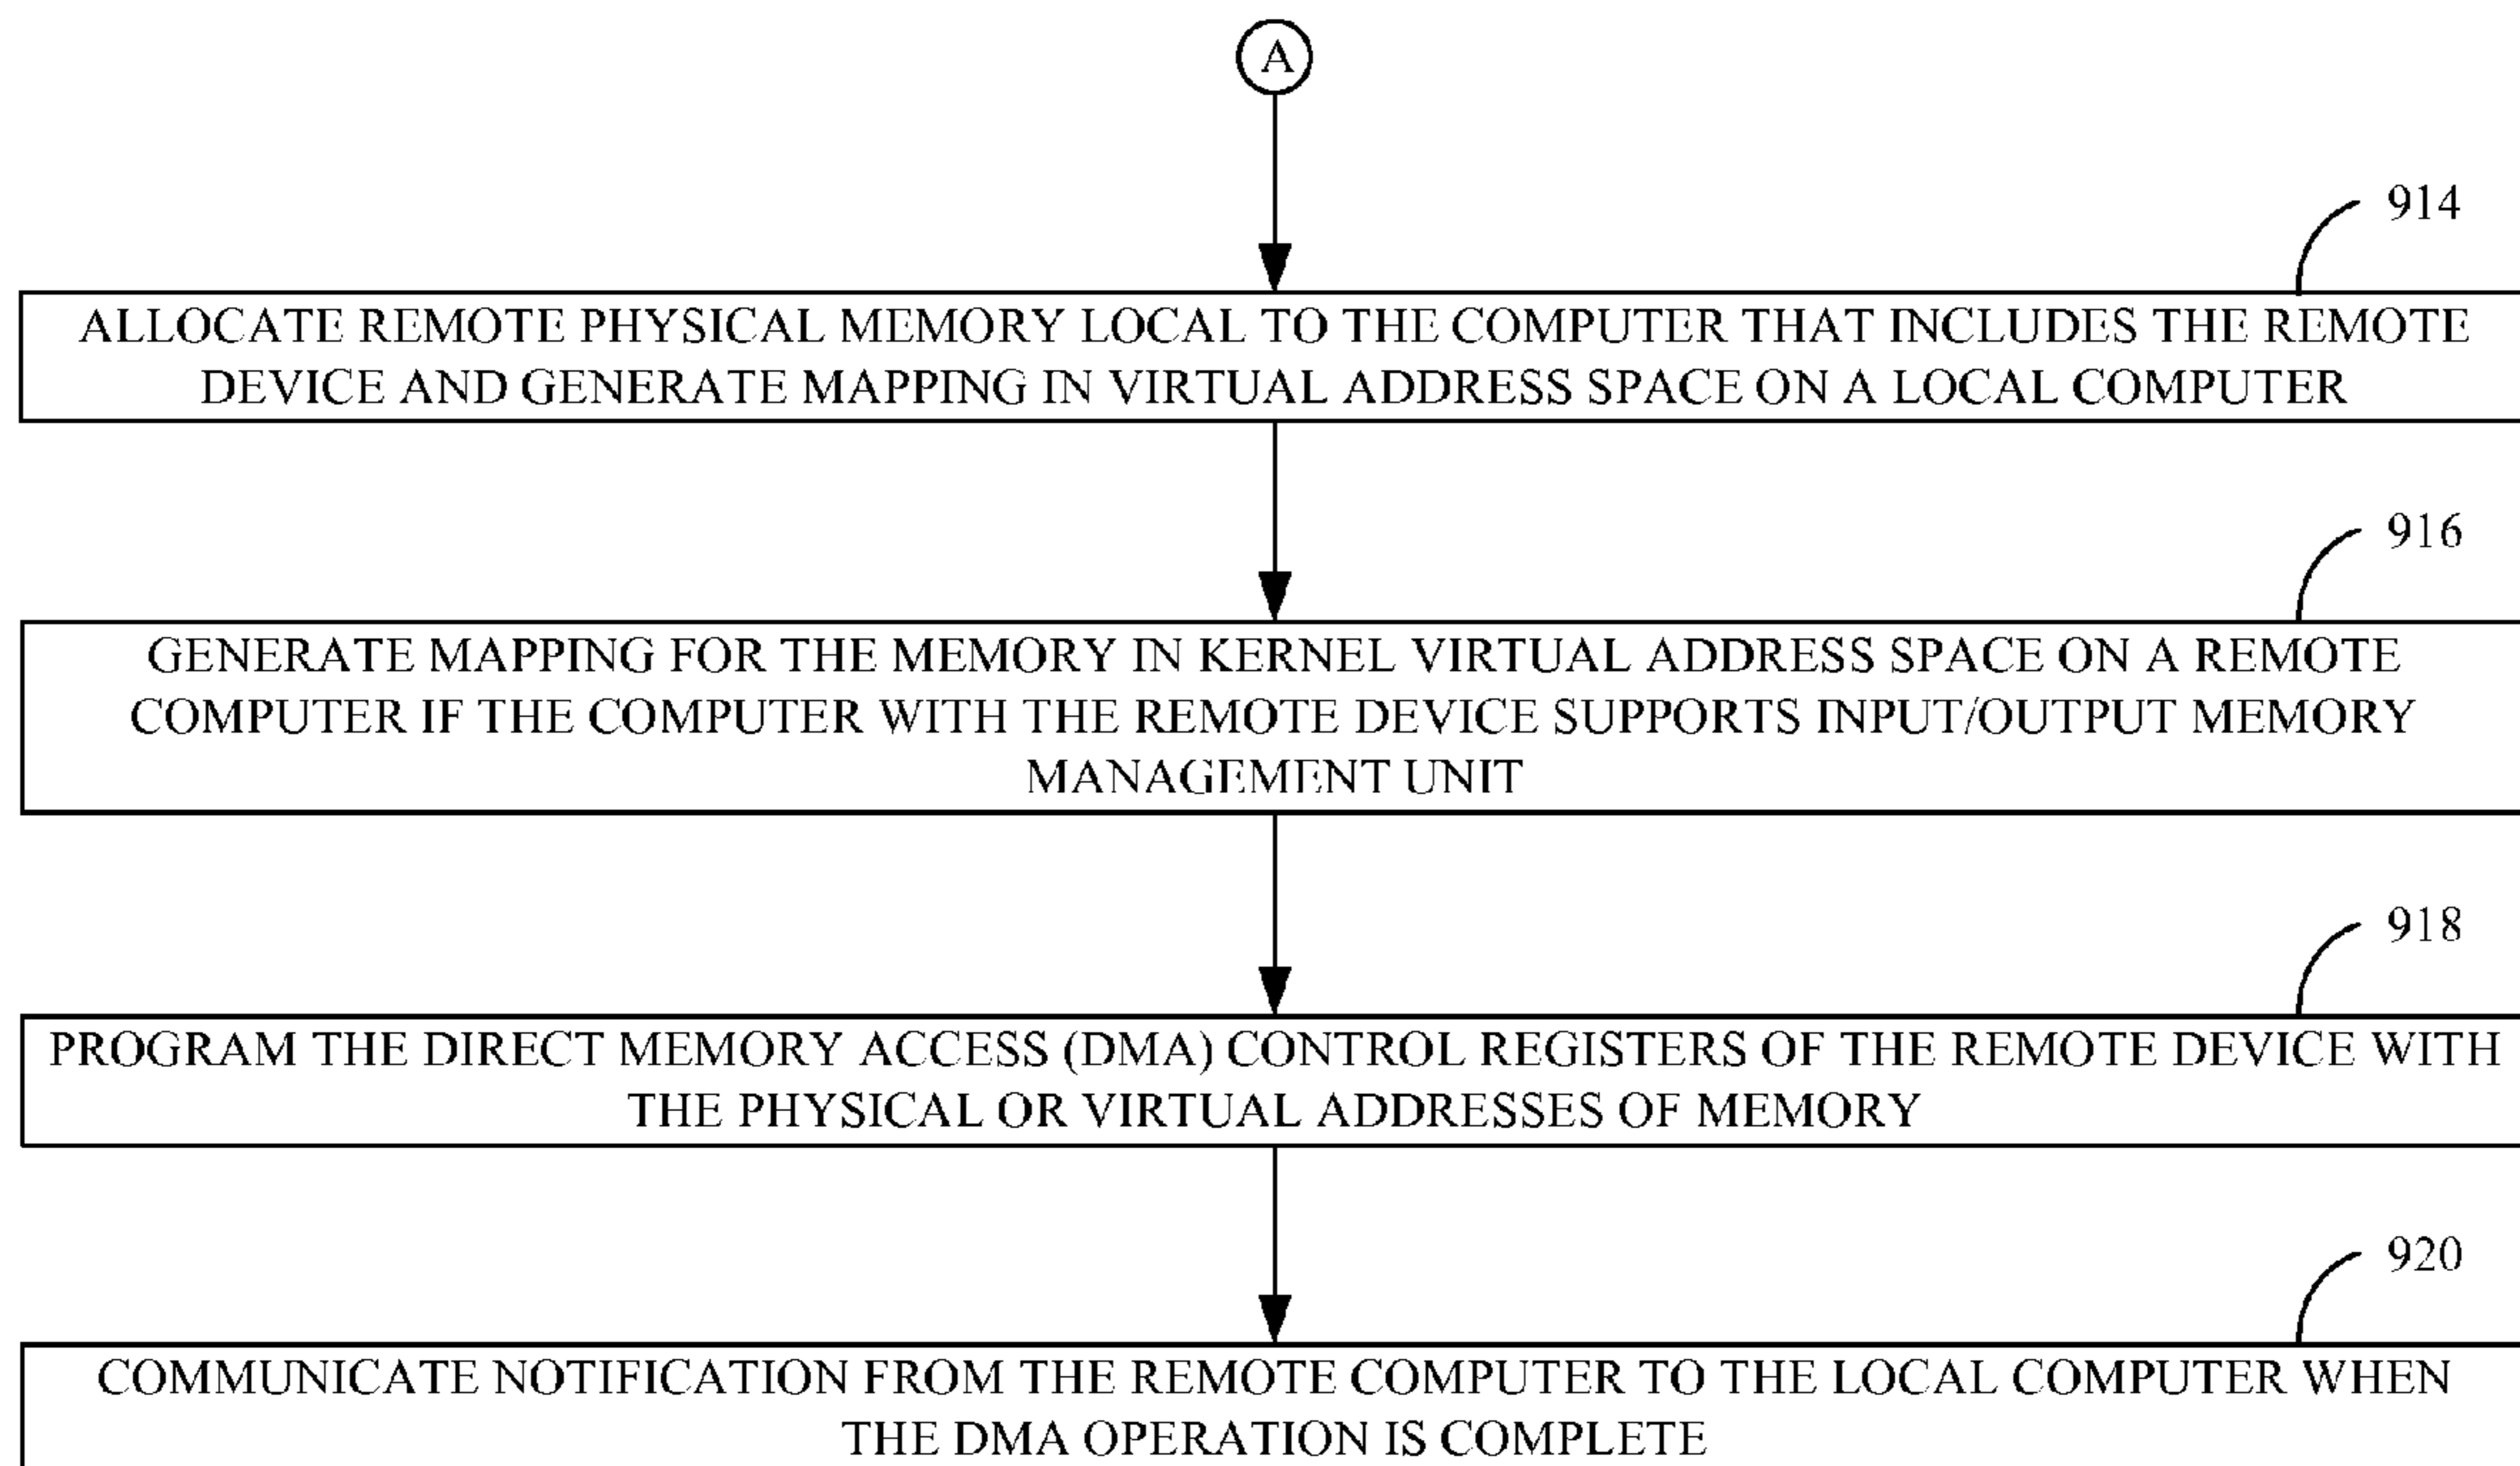 A
914
ALLOCATE REMOTE PHYSICAL MEMORY LOCAL TO THE COMPUTER THAT INCLUDES THE REMOTE
DEVICE AND GENERATE MAPPING IN VIRTUAL ADDRESS SPACE ON A LOCAL COMPUTER
916
GENERATE MAPPING FOR THE MEMORY IN KERNEL VIRTUAL ADDRESS SPACE ON A REMOTE
COMPUTER IF THE COMPUTER WITH THE REMOTE DEVICE SUPPORTS INPUT/OUTPUT MEMORY
MANAGEMENT UNIT
918
PROGRAM THE DIRECT MEMORY ACCESS (DMA) CONTROL REGISTERS OF THE REMOTE DEVICE WITH
THE PHYSICAL OR VIRTUAL ADDRESSES OF MEMORY
920
COMMUNICATE NOTIFICATION FROM THE REMOTE COMPUTER TO THE LOCAL COMPUTER WHEN
THE DMA OPERATION IS COMPLETE